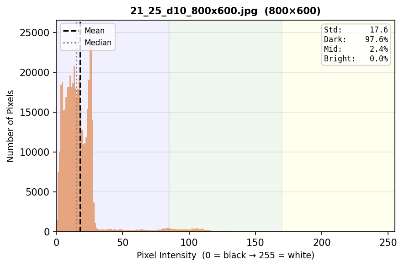 21_25_d10_800x600.jpg  (800×600)
Mean
Median
Std: 17.6
Dark: 97.6%
Mid: 2.4%
Bright: 0.0%
Number of Pixels
25000
20000
15000
10000
5000
0
0 50 100 150 200 250
Pixel Intensity  (0 = black → 255 = white)